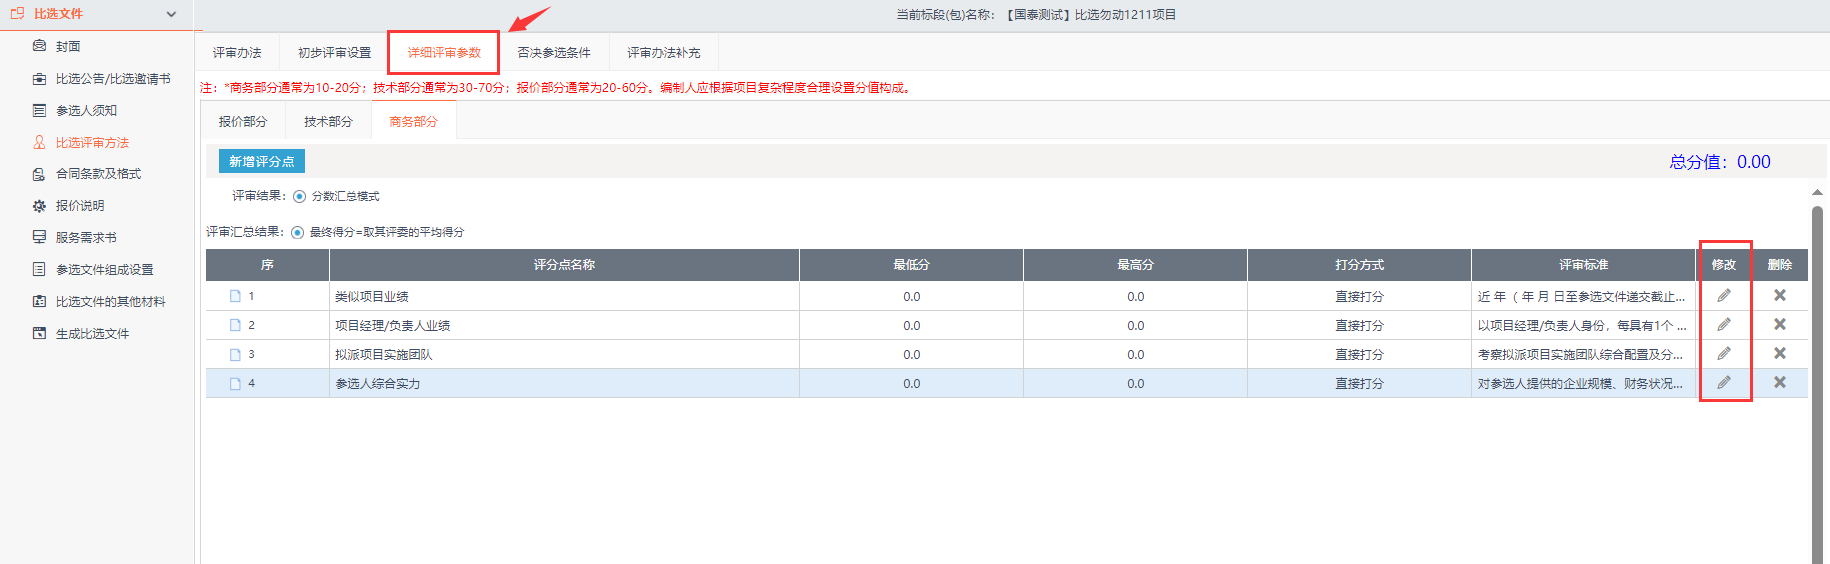 比选文件
当前标段(包)名称：【国泰测试】比选勿动1211项目
封面
比选公告/比选邀请书
参选人须知
比选评审方法
合同条款及格式
报价说明
服务需求书
参选文件组成设置
比选文件的其他材料
生成比选文件
评审办法 初步评审设置 详细评审参数 否决参选条件 评审办法补充
注：*商务部分通常为10-20分；技术部分通常为30-70分；报价部分通常为20-60分。编制人应根据项目复杂程度合理设置分值构成。
报价部分 技术部分 商务部分
新增评分点 总分值：0.00
评审结果： 分数汇总模式
评审汇总结果： 最终得分=取某评委的平均得分
序 评分点名称 最低分 最高分 打分方式 评审标准 修改 删除
1 类似项目业绩 0.0 0.0 直接打分 近 年（ 年 月 日至参选文件递交截止...
2 项目经理/负责人业绩 0.0 0.0 直接打分 以项目经理/负责人身份，每具有1个 ...
3 拟派项目实施团队 0.0 0.0 直接打分 考察拟派项目实施团队综合配置及分...
4 参选人综合实力 0.0 0.0 直接打分 对参选人提供的企业规模、财务状况...